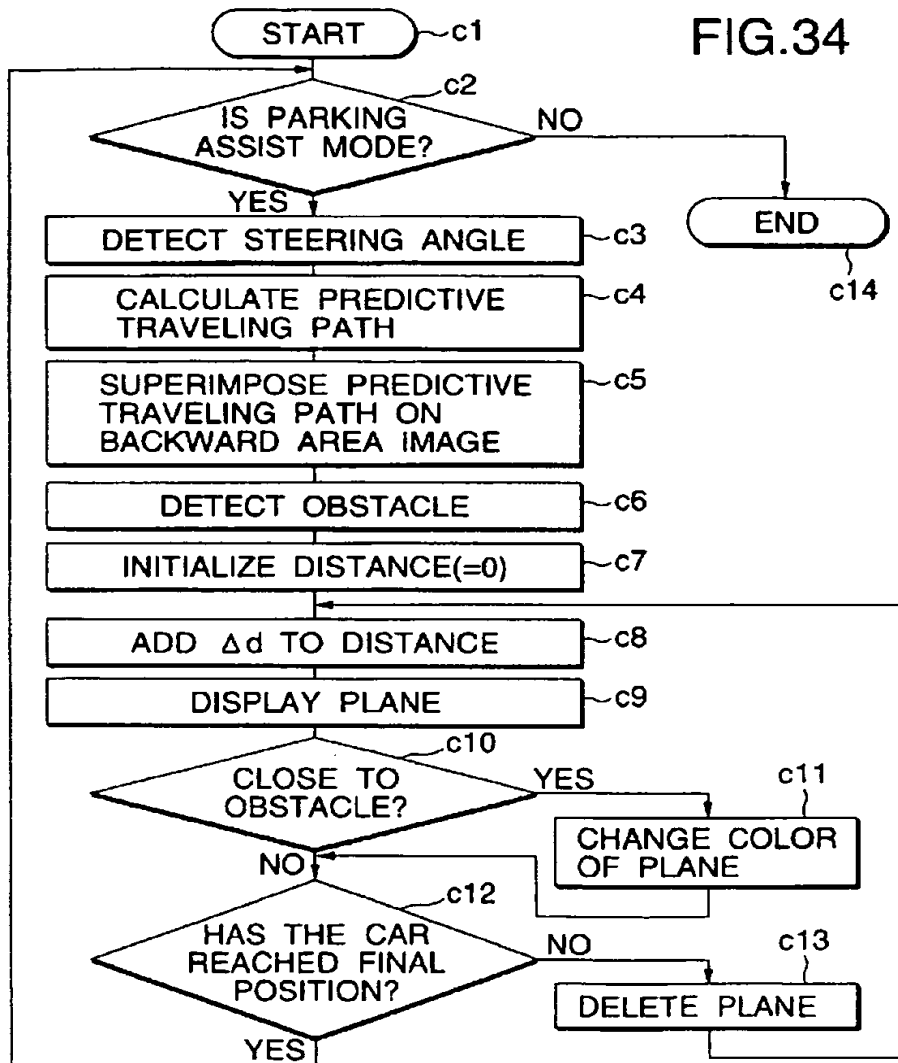 FIG.34
START
c1
c2
IS PARKING
ASSIST MODE?
NO
YES
END
c14
DETECT STEERING ANGLE
c3
CALCULATE PREDICTIVE
TRAVELING PATH
c4
SUPERIMPOSE PREDICTIVE
TRAVELING PATH ON
BACKWARD AREA IMAGE
c5
DETECT OBSTACLE
c6
INITIALIZE DISTANCE(=0)
c7
ADD Δd TO DISTANCE
c8
DISPLAY PLANE
c9
c10
CLOSE TO
OBSTACLE?
YES
c11
CHANGE COLOR
OF PLANE
NO
c12
HAS THE CAR
REACHED FINAL
POSITION?
NO
c13
DELETE PLANE
YES